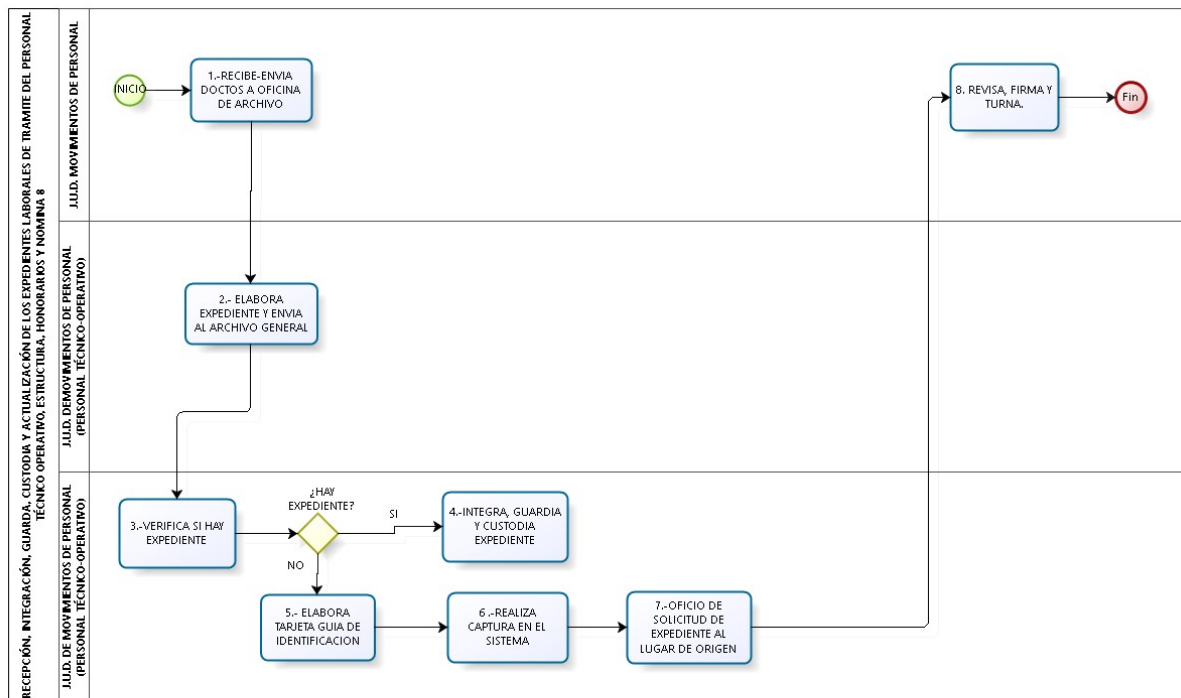 RECEPCIÓN, INTEGRACIÓN, GUARDA, CUSTODIA Y ACTUALIZACIÓN DE LOS EXPEDIENTES LABORALES DE TRAMITE DEL PERSONAL
TÉCNICO OPERATIVO, ESTRUCTURA, HONORARIOS Y NOMINA 8
J.U.D. MOVIMIENTOS DE PERSONAL
INICIO
1.-RECIBE-ENVIA
DOCTOS A OFICINA
DE ARCHIVO
8. REVISA, FIRMA Y
TURNA.
Fin
J.U.D. DEMOVIMIENTOS DE PERSONAL
(PERSONAL TÉCNICO-OPERATIVO)
2.- ELABORA
EXPEDIENTE Y ENVIA
AL ARCHIVO GENERAL
J.U.D. DE MOVIMIENTOS DE PERSONAL
(PERSONAL TÉCNICO-OPERATIVO)
3.-VERIFICA SI HAY
EXPEDIENTE
¿HAY
EXPEDIENTE?
SI
4.-INTEGRA, GUARDIA
Y CUSTODIA
EXPEDIENTE
NO
5.- ELABORA
TARJETA GUIA DE
IDENTIFICACION
6 .-REALIZA
CAPTURA EN EL
SISTEMA
7.-OFICIO DE
SOLICITUD DE
EXPEDIENTE AL
LUGAR DE ORIGEN